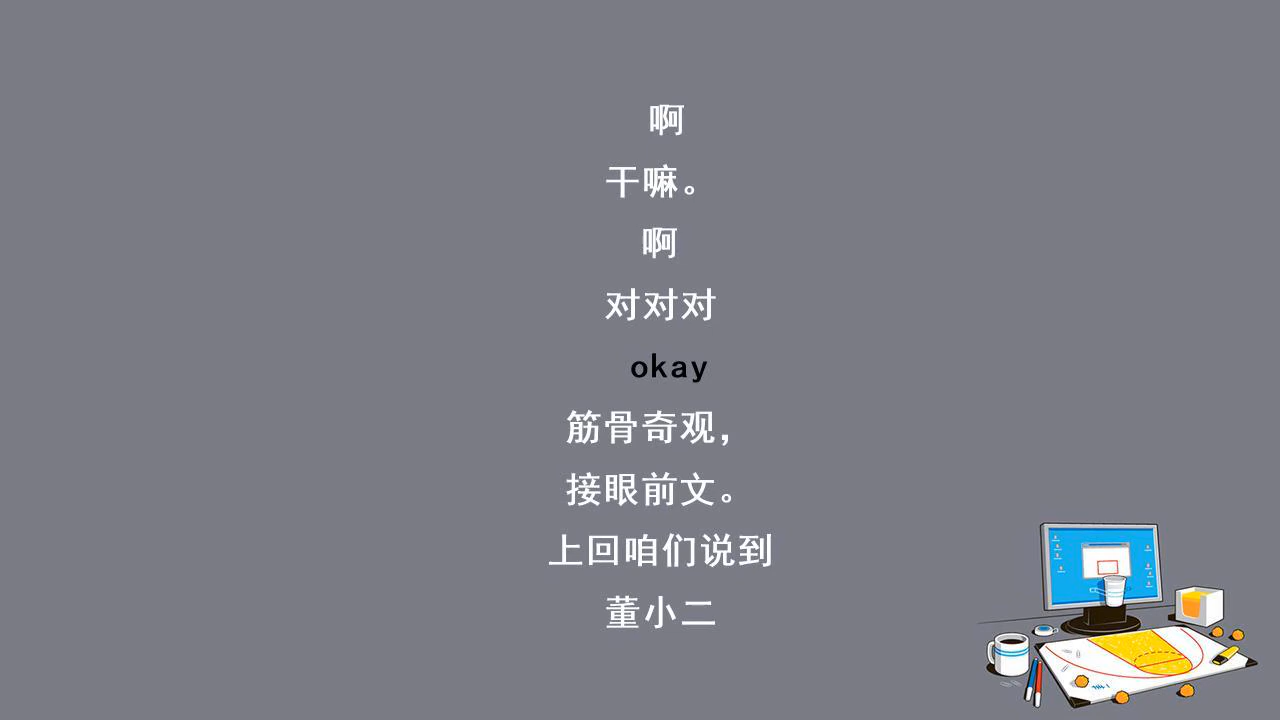 啊
干嘛。
啊
对对对
okay
筋骨奇观，
接眼前文。
上回咱们说到
董小二